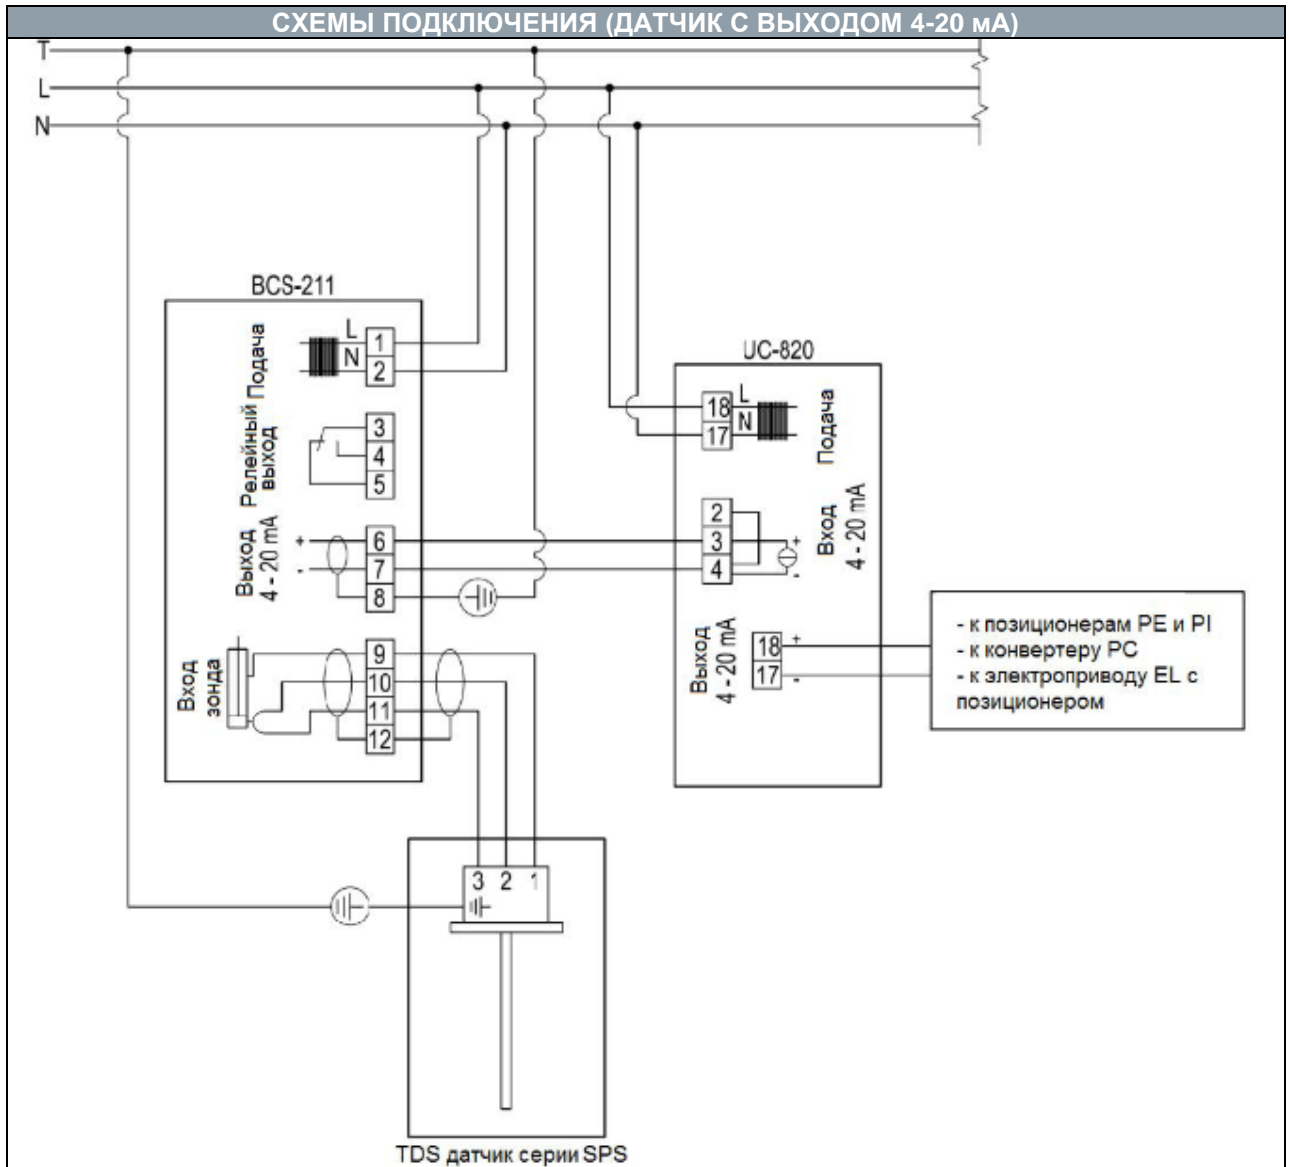 СХЕМЫ ПОДКЛЮЧЕНИЯ (ДАТЧИК С ВЫХОДОМ 4-20 мА)
T
L
N
BCS-211
Подача
L
N
1
2
Релейный
выход
3
4
5
Выход
4 - 20 mA
+
-
6
7
8
Вход
зонда
9
10
11
12
UC-820
18
17
L
N
Подача
2
3
4
+
-
Вход
4 - 20 mA
Выход
4 - 20 mA
18
17
+
-
- к позиционерам PE и PI
- к конвертеру PC
- к электроприводу EL с
позиционером
3 2 1
TDS датчик серии SPS